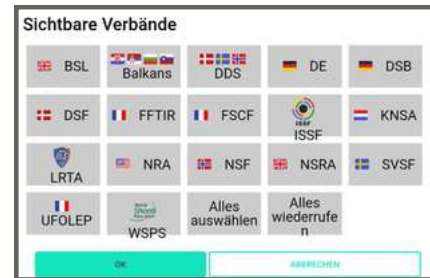 Sichtbare Verbände
BSL
Balkans
DDS
DE
DSB
DSF
FFTIR
FSCF
ISSF
ISSF
KNSA
LRTA
NRA
NSF
NSRA
SVSF
UFOLEP
WSPS
Alles
auswählen
Alles
wiederrufe
n
OK
ABBRECHEN